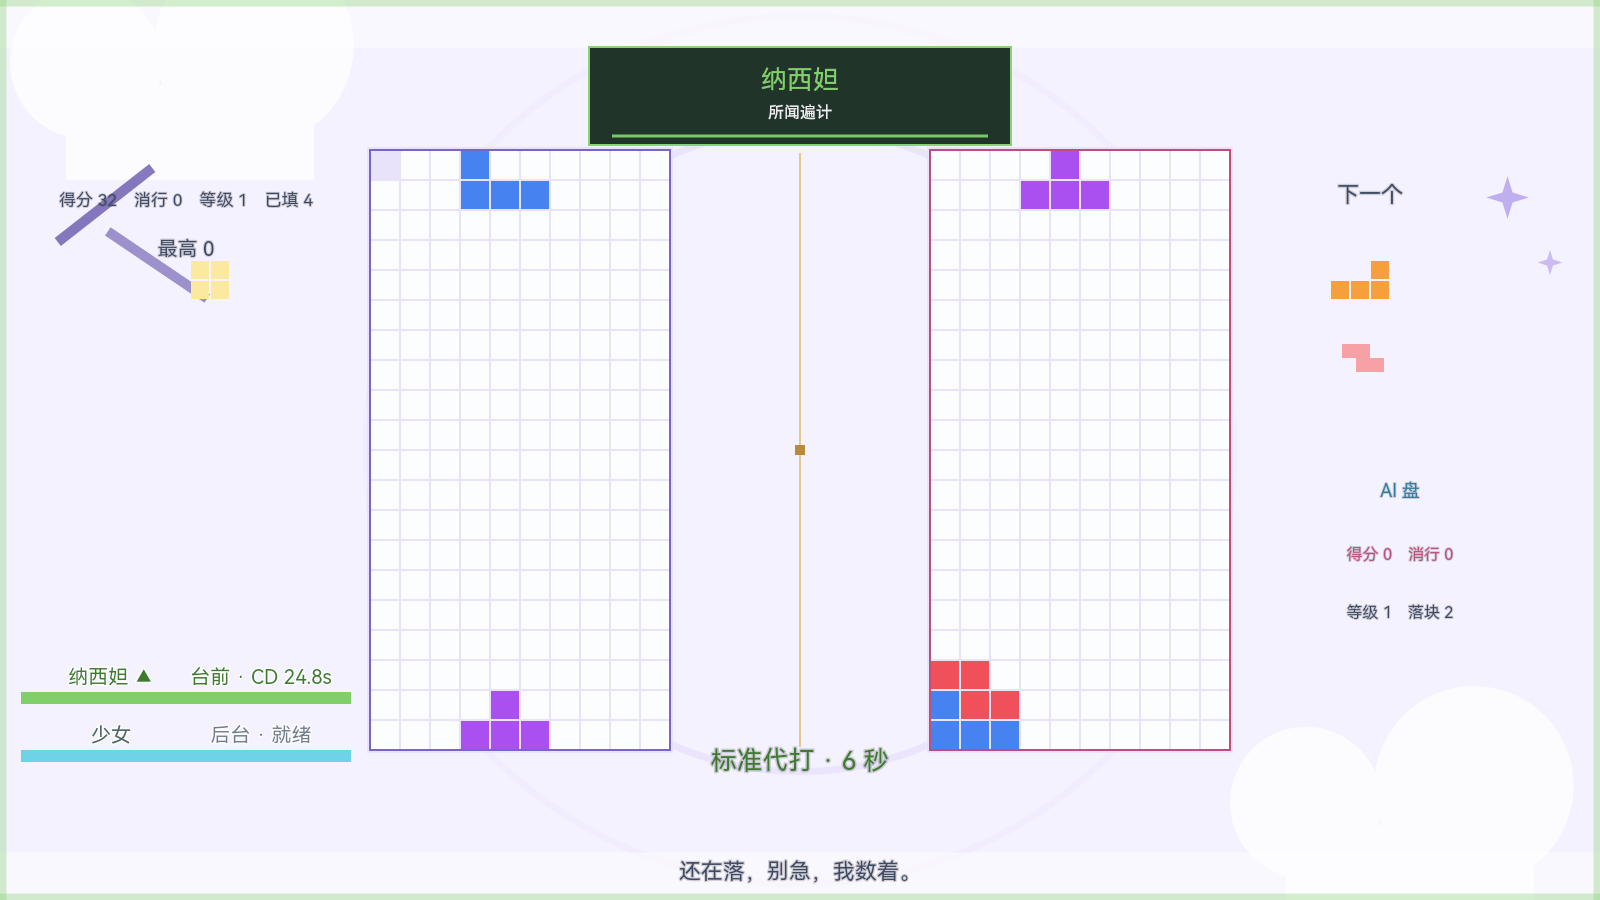 纳西妲
所闻遍计
得分 32 消行 0 等级 1 已填 4
最高 0
下一个
AI 盘
得分 0 消行 0
等级 1 落块 2
纳西妲 ▲ 台前 · CD 24.8s
少女 后台 · 就绪
标准代打 · 6 秒
还在落，别急，我数着。